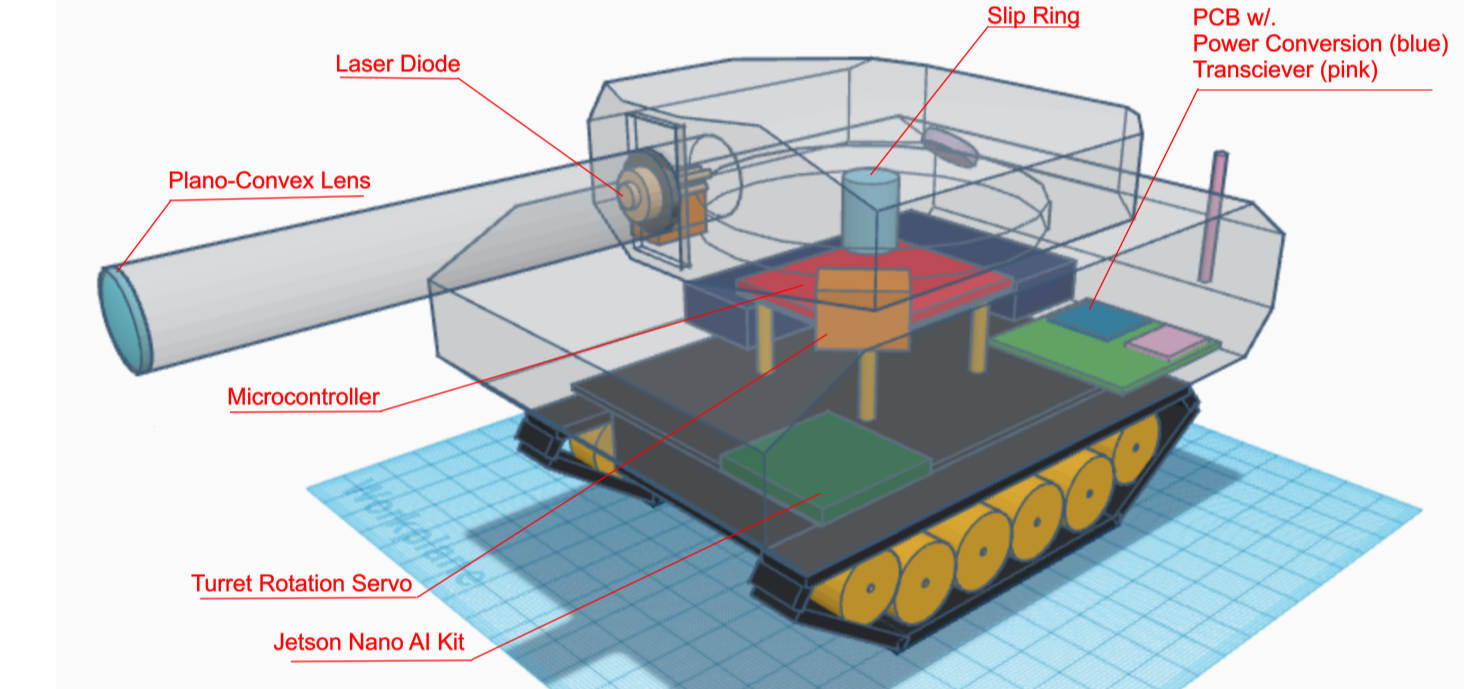 Slip Ring
PCB w/.
Power Conversion (blue)
Transciever (pink)
Laser Diode
Plano-Convex Lens
Microcontroller
Workplane
Turret Rotation Servo
Jetson Nano AI Kit